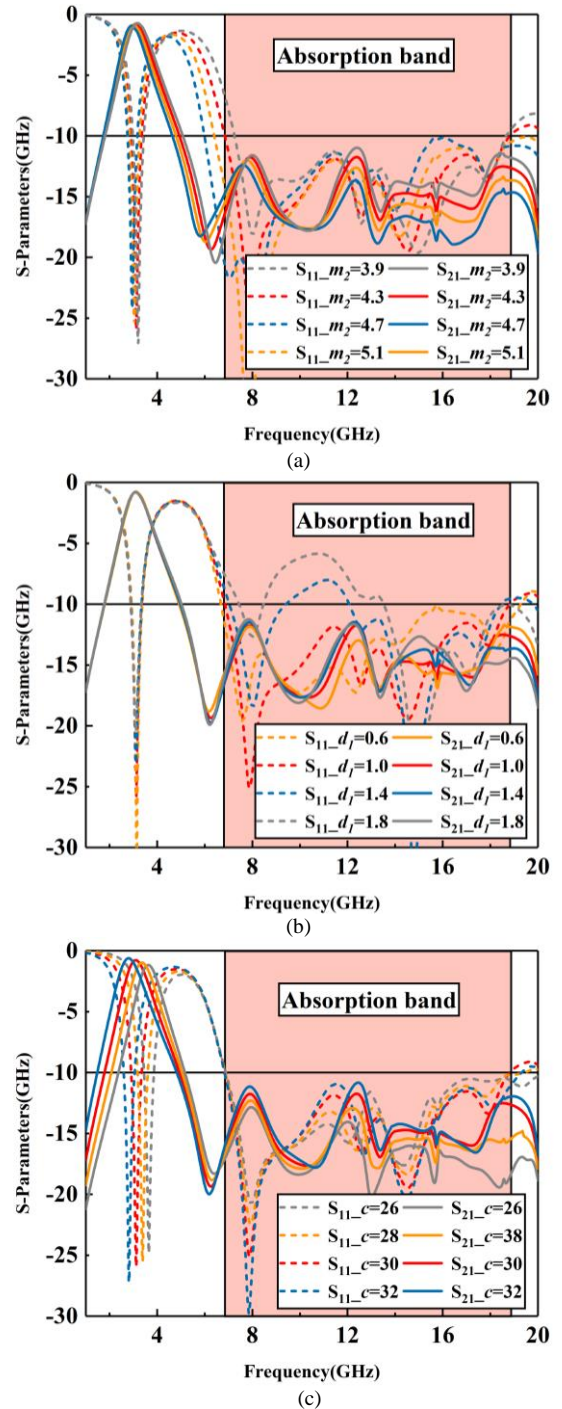 0
-5
-10
-15
-20
-25
-30
S-Parameters(GHz)
Absorption band
S11_m2=3.9 S21_m2=3.9
S11_m2=4.3 S21_m2=4.3
S11_m2=4.7 S21_m2=4.7
S11_m2=5.1 S21_m2=5.1
4 8 12 16 20
Frequency(GHz)
(a)
0
-5
-10
-15
-20
-25
-30
S-Parameters(GHz)
Absorption band
S11_d1=0.6 S21_d1=0.6
S11_d1=1.0 S21_d1=1.0
S11_d1=1.4 S21_d1=1.4
S11_d1=1.8 S21_d1=1.8
4 8 12 16 20
Frequency(GHz)
(b)
0
-5
-10
-15
-20
-25
-30
S-Parameters(GHz)
Absorption band
S11_c=26 S21_c=26
S11_c=28 S21_c=38
S11_c=30 S21_c=30
S11_c=32 S21_c=32
4 8 12 16 20
Frequency(GHz)
(c)